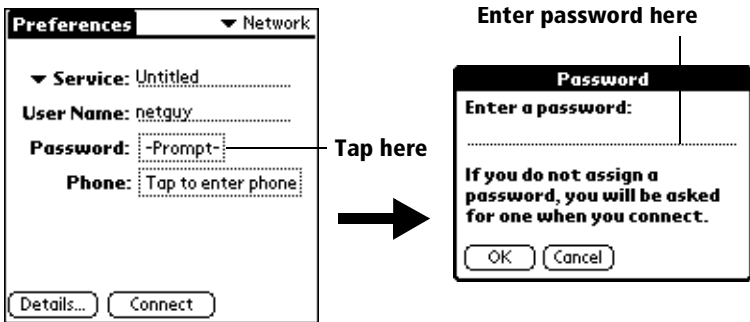 Preferences
Network
Service: Untitled
User Name: netguy
Password: -Prompt-
Phone: Tap to enter phone
Details...
Connect
Tap here
Enter password here
Password
Enter a password:
If you do not assign a
password, you will be asked
for one when you connect.
OK
Cancel